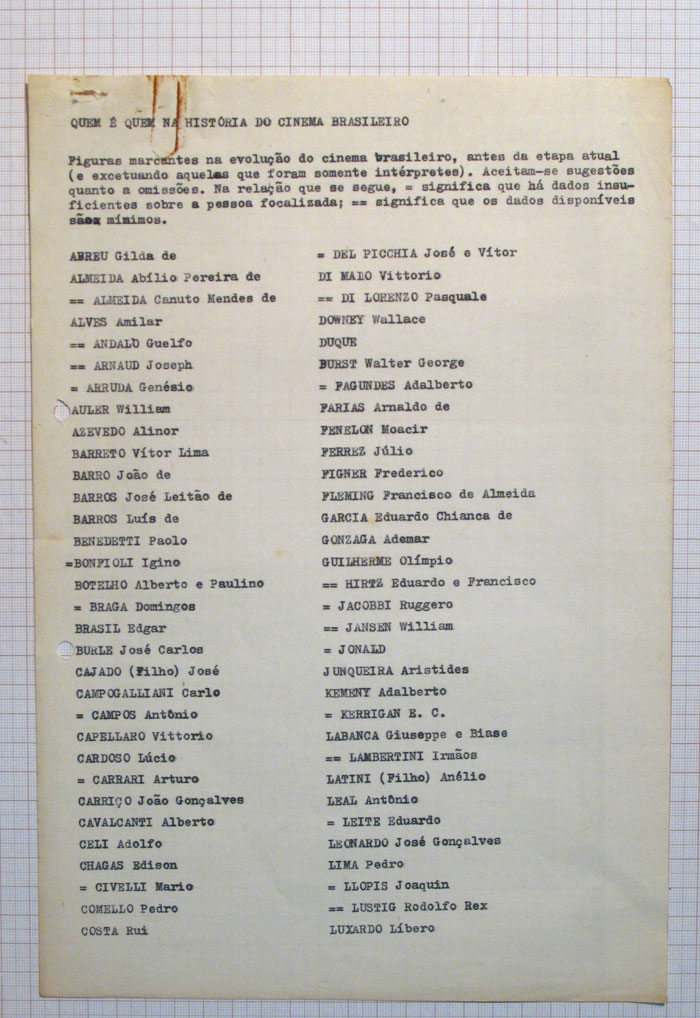 QUEM É QUEM NA HISTÓRIA DO CINEMA BRASILEIRO
Figuras marcantes na evolução do cinema brasileiro, antes da etapa atual
(e excetuando aquelas que foram somente intérpretes). Aceitam-se sugestões
quanto a omissões. Na relação que se segue, = significa que há dados insu-
ficientes sobre a pessoa focalizada; == significa que os dados disponíveis
são mínimos.
ABREU Gilda de
ALMEIDA Abílio Pereira de
== ALMEIDA Canuto Mendes de
ALVES Amilar
== ANDALÒ Guelfo
== ARNAUD Joseph
= ARRUDA Genésio
AULER William
AZEVEDO Alinor
BARRETO Vítor Lima
BARRO João de
BARROS José Leitão de
BARROS Luís de
BENEDETTI Paolo
=BONFIOLI Igino
BOTELHO Alberto e Paulino
= BRAGA Domingos
BRASIL Edgar
BURLE José Carlos
CAJADO (Filho) José
CAMPOGALLIANI Carlo
= CAMPOS Antônio
CAPELLARO Vittorio
CARDOSO Lúcio
= CARRARI Arturo
CARRIÇO João Gonçalves
CAVALCANTI Alberto
CELI Adolfo
CHAGAS Edison
= CIVELLI Mario
COMELLO Pedro
COSTA Rui
= DEL PICCHIA José e Vítor
DI MAIO Vittorio
== DI LORENZO Pasquale
DOWNEY Wallace
DUQUE
BURST Walter George
= FAGUNDES Adalberto
FARIAS Arnaldo de
FENELON Moacir
FERREZ Júlio
FIGNER Frederico
FLEMING Francisco de Almeida
GARCIA Eduardo Chianca de
GONZAGA Ademar
GUILHERME Olímpio
== HIRTZ Eduardo e Francisco
= JACOBBI Ruggero
== JANSEN William
= JONALD
JUNQUEIRA Aristides
KEMENY Adalberto
= KERRIGAN E. C.
LABANCA Giuseppe e Biase
== LAMBERTINI Irmãos
LATINI (Filho) Anélio
LEAL Antônio
= LEITE Eduardo
LEONARDO José Gonçalves
LIMA Pedro
= LLOPIS Joaquin
== LUSTIG Rodolfo Rex
LUXARDO Líbero